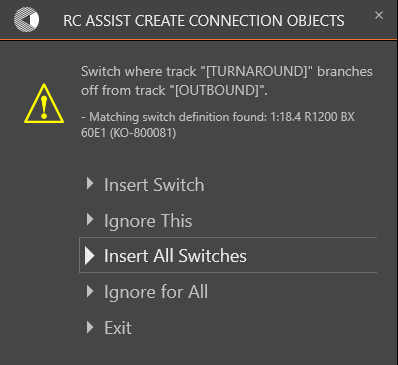 RC ASSIST CREATE CONNECTION OBJECTS
Switch where track "[TURNAROUND]" branches
off from track "[OUTBOUND]".
- Matching switch definition found: 1:18.4 R1200 BX
60E1 (KO-800081)
Insert Switch
Ignore This
Insert All Switches
Ignore for All
Exit